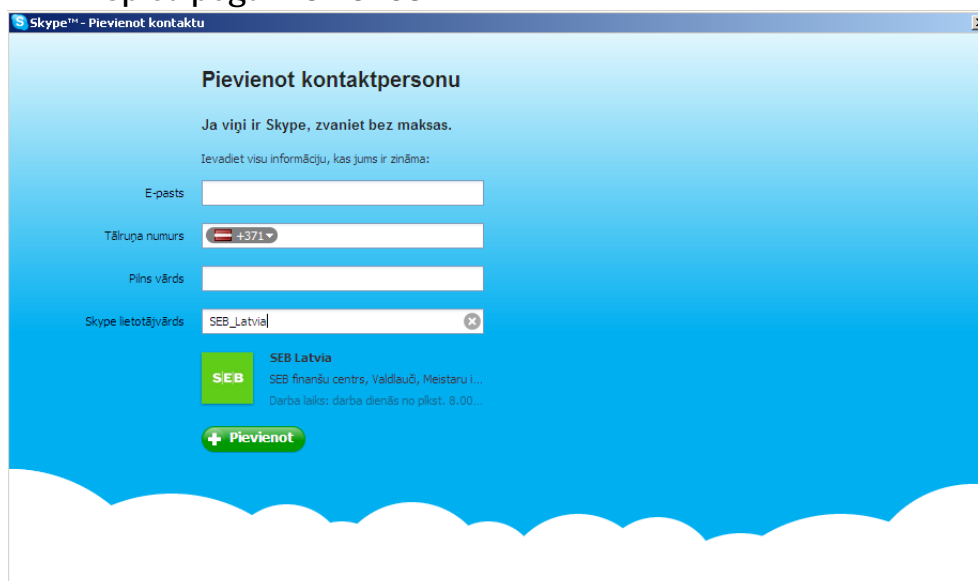 Skype™ - Pievienot kontaktu
Pievienot kontaktpersonu
Ja viņi ir Skype, zvaniet bez maksas.
Ievadiet visu informāciju, kas jums ir zināma:
E-pasts
Tālruņa numurs +371
Pilns vārds
Skype lietotājvārds SEB_Latvia
SEB
SEB Latvia
SEB finanšu centrs, Valdlauči, Meistaru i...
Darba laiks: darba dienās no plkst. 8.00...
Pievienot